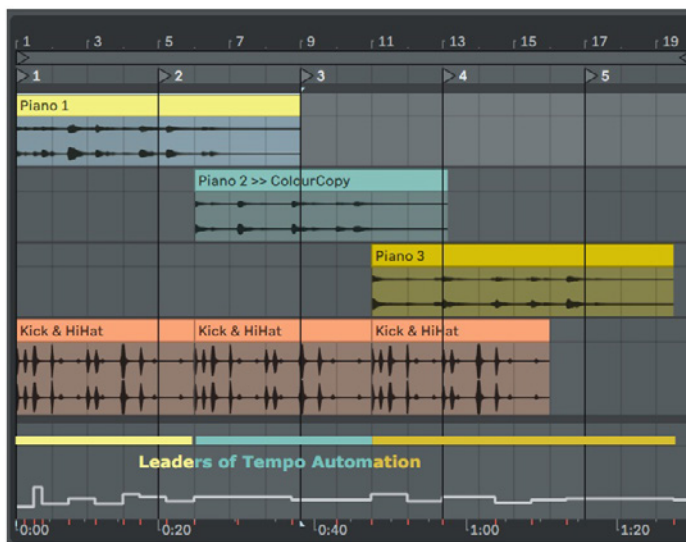 1 3 5 7 9 11 13 15 17 19
1 2 3 4 5
Piano 1
Piano 2 >> ColourCopy
Piano 3
Kick & HiHat Kick & HiHat Kick & HiHat
Leaders of Tempo Automation
0:00 0:20 0:40 1:00 1:20